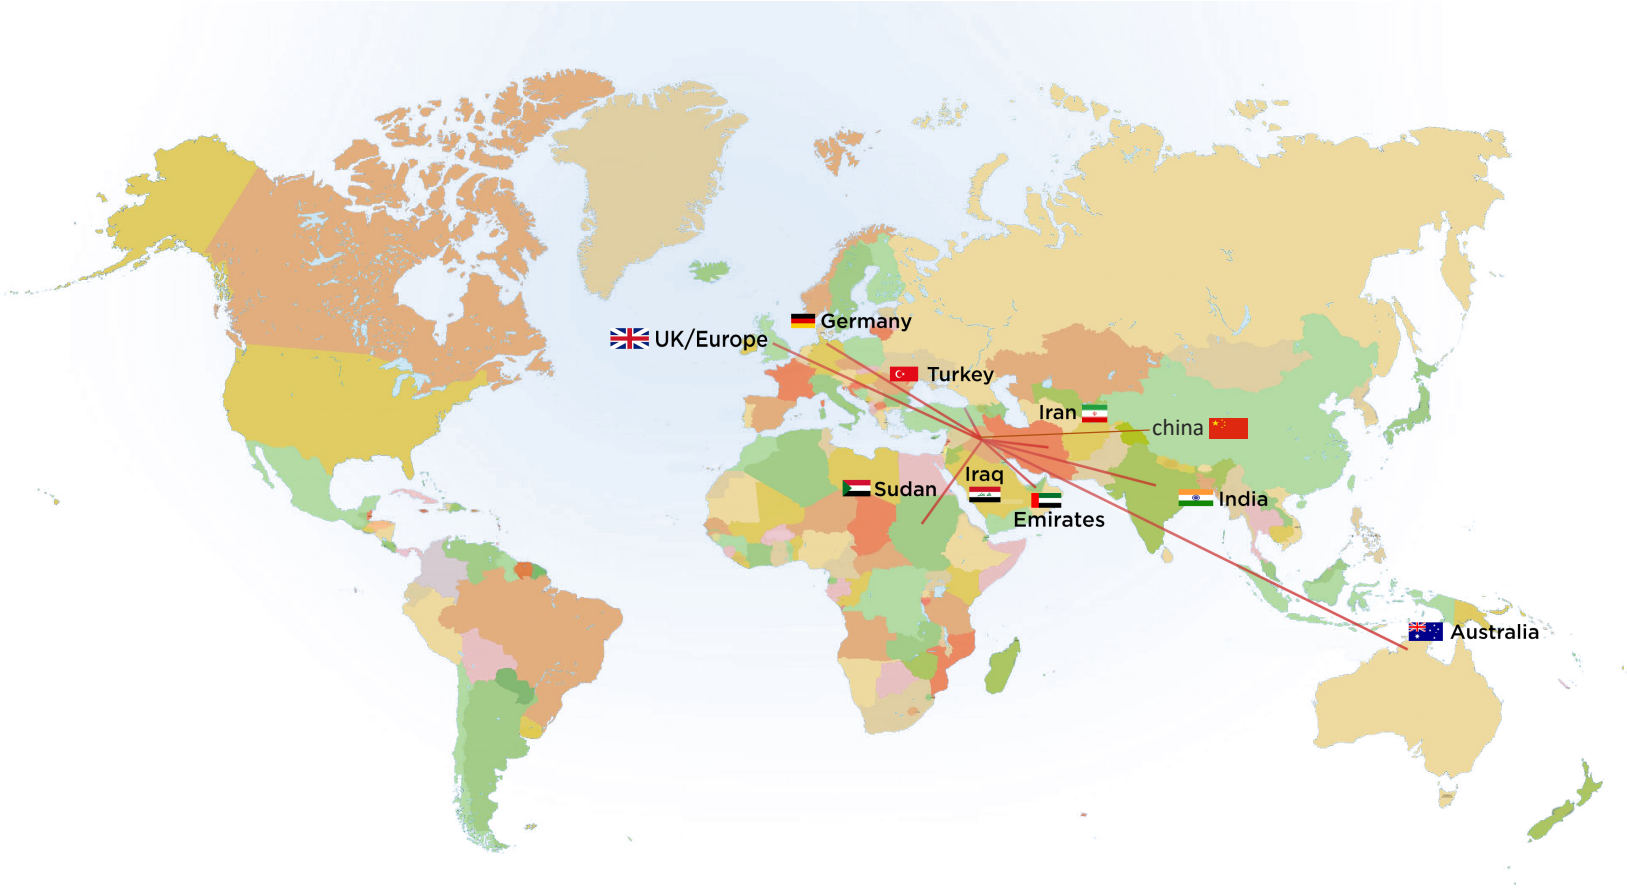 Germany
UK/Europe
Turkey
Iran
china
Iraq
Sudan
India
Emirates
Australia